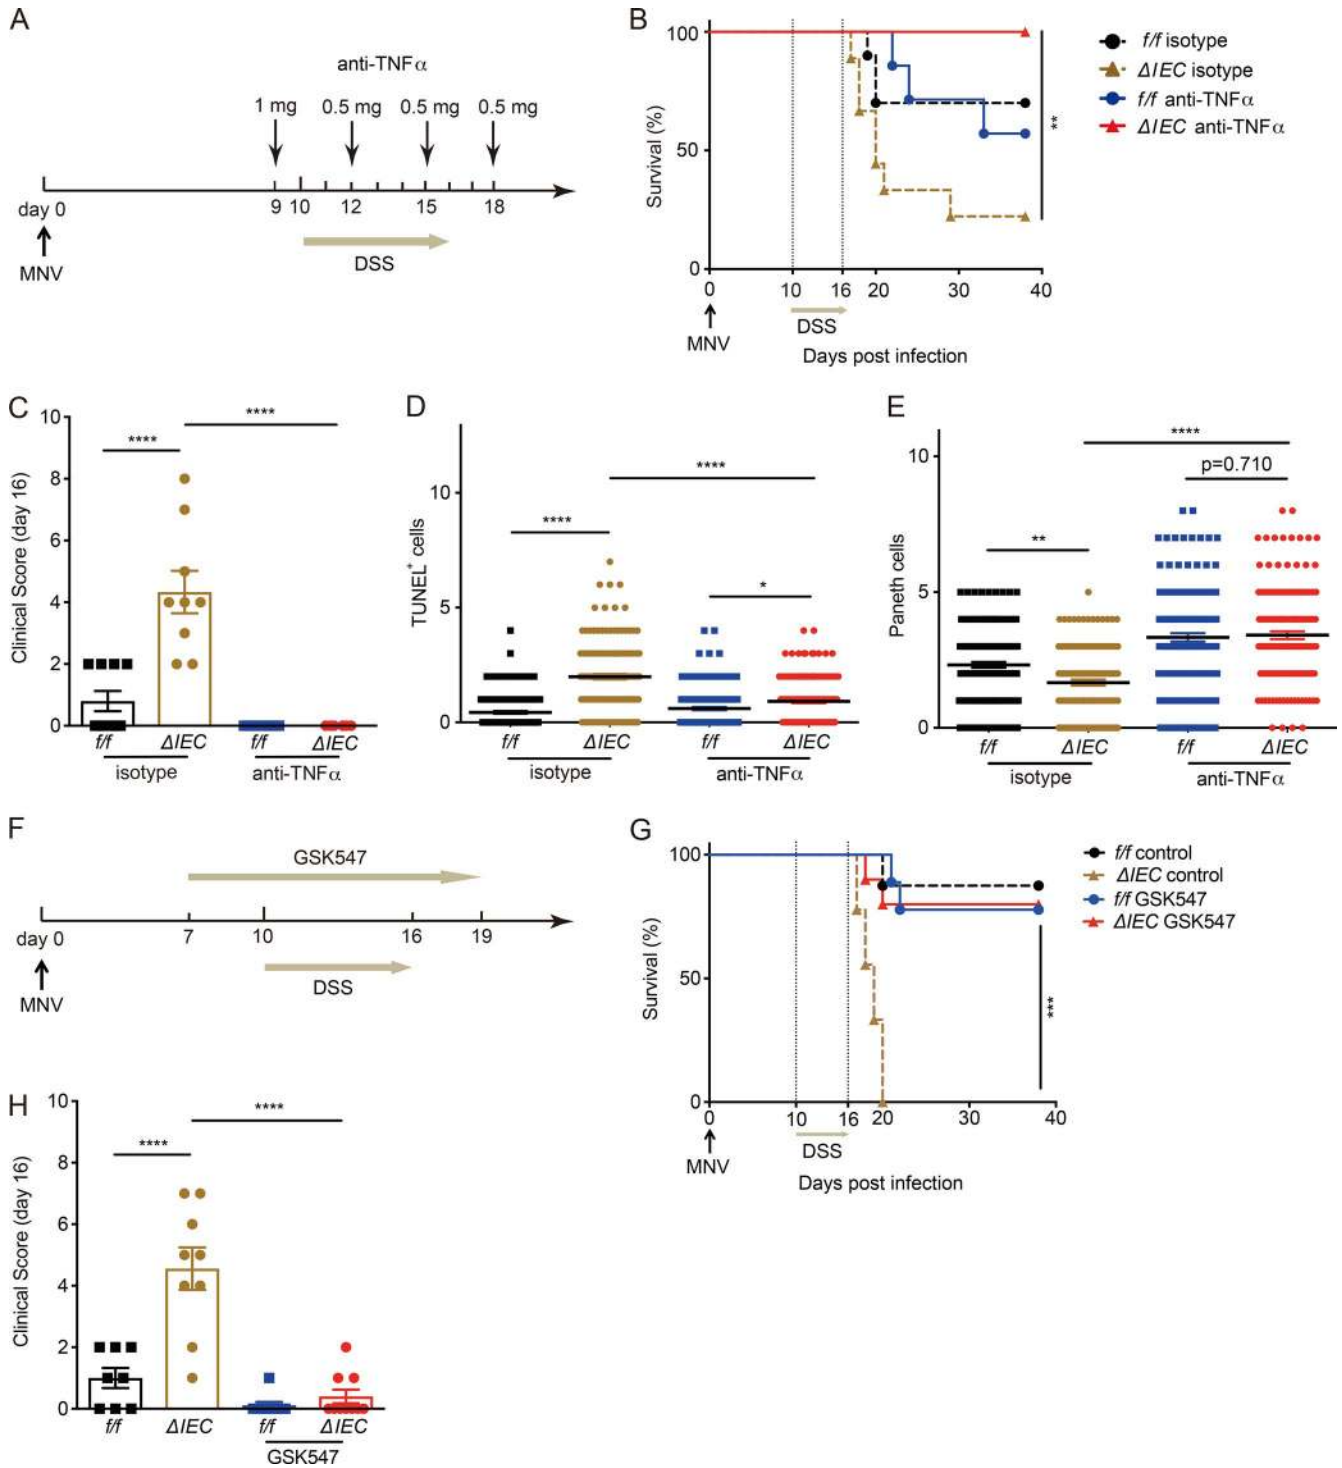 A
anti-TNFα
1 mg 0.5 mg 0.5 mg 0.5 mg
day 0 9 10 12 15 18
MNV
DSS
B
Survival (%)
100
50
0
0 10 16 20 30 40
MNV
DSS
Days post infection
**
f/f isotype
ΔIEC isotype
f/f anti-TNFα
ΔIEC anti-TNFα
C
Clinical Score (day 16)
10
8
6
4
2
0
****
****
f/f ΔIEC f/f ΔIEC
isotype anti-TNFα
D
TUNEL+ cells
10
5
0
****
****
*
f/f ΔIEC f/f ΔIEC
isotype anti-TNFα
E
Paneth cells
10
5
0
****
p=0.710
**
f/f ΔIEC f/f ΔIEC
isotype anti-TNFα
F
GSK547
day 0 7 10 16 19
MNV
DSS
G
Survival (%)
100
50
0
0 10 16 20 30 40
MNV
DSS
Days post infection
***
f/f control
ΔIEC control
f/f GSK547
ΔIEC GSK547
H
Clinical Score (day 16)
10
8
6
4
2
0
****
****
f/f ΔIEC f/f ΔIEC
GSK547